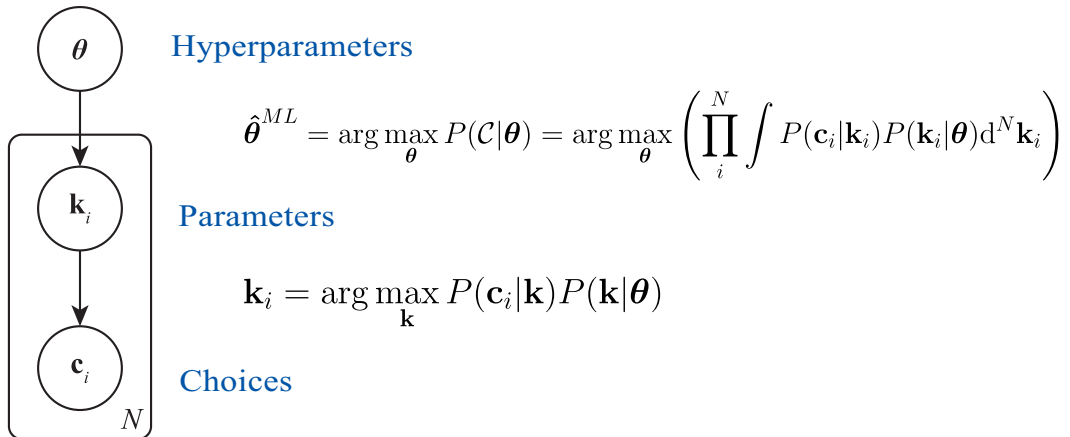 θ
Hyperparameters
θ̂^{ML} = arg max_θ P(𝒞|θ) = arg max_θ (∏_i^N ∫ P(c_i|k_i)P(k_i|θ)d^N k_i)
k_i
Parameters
k_i = arg max_k P(c_i|k)P(k|θ)
c_i
Choices
N